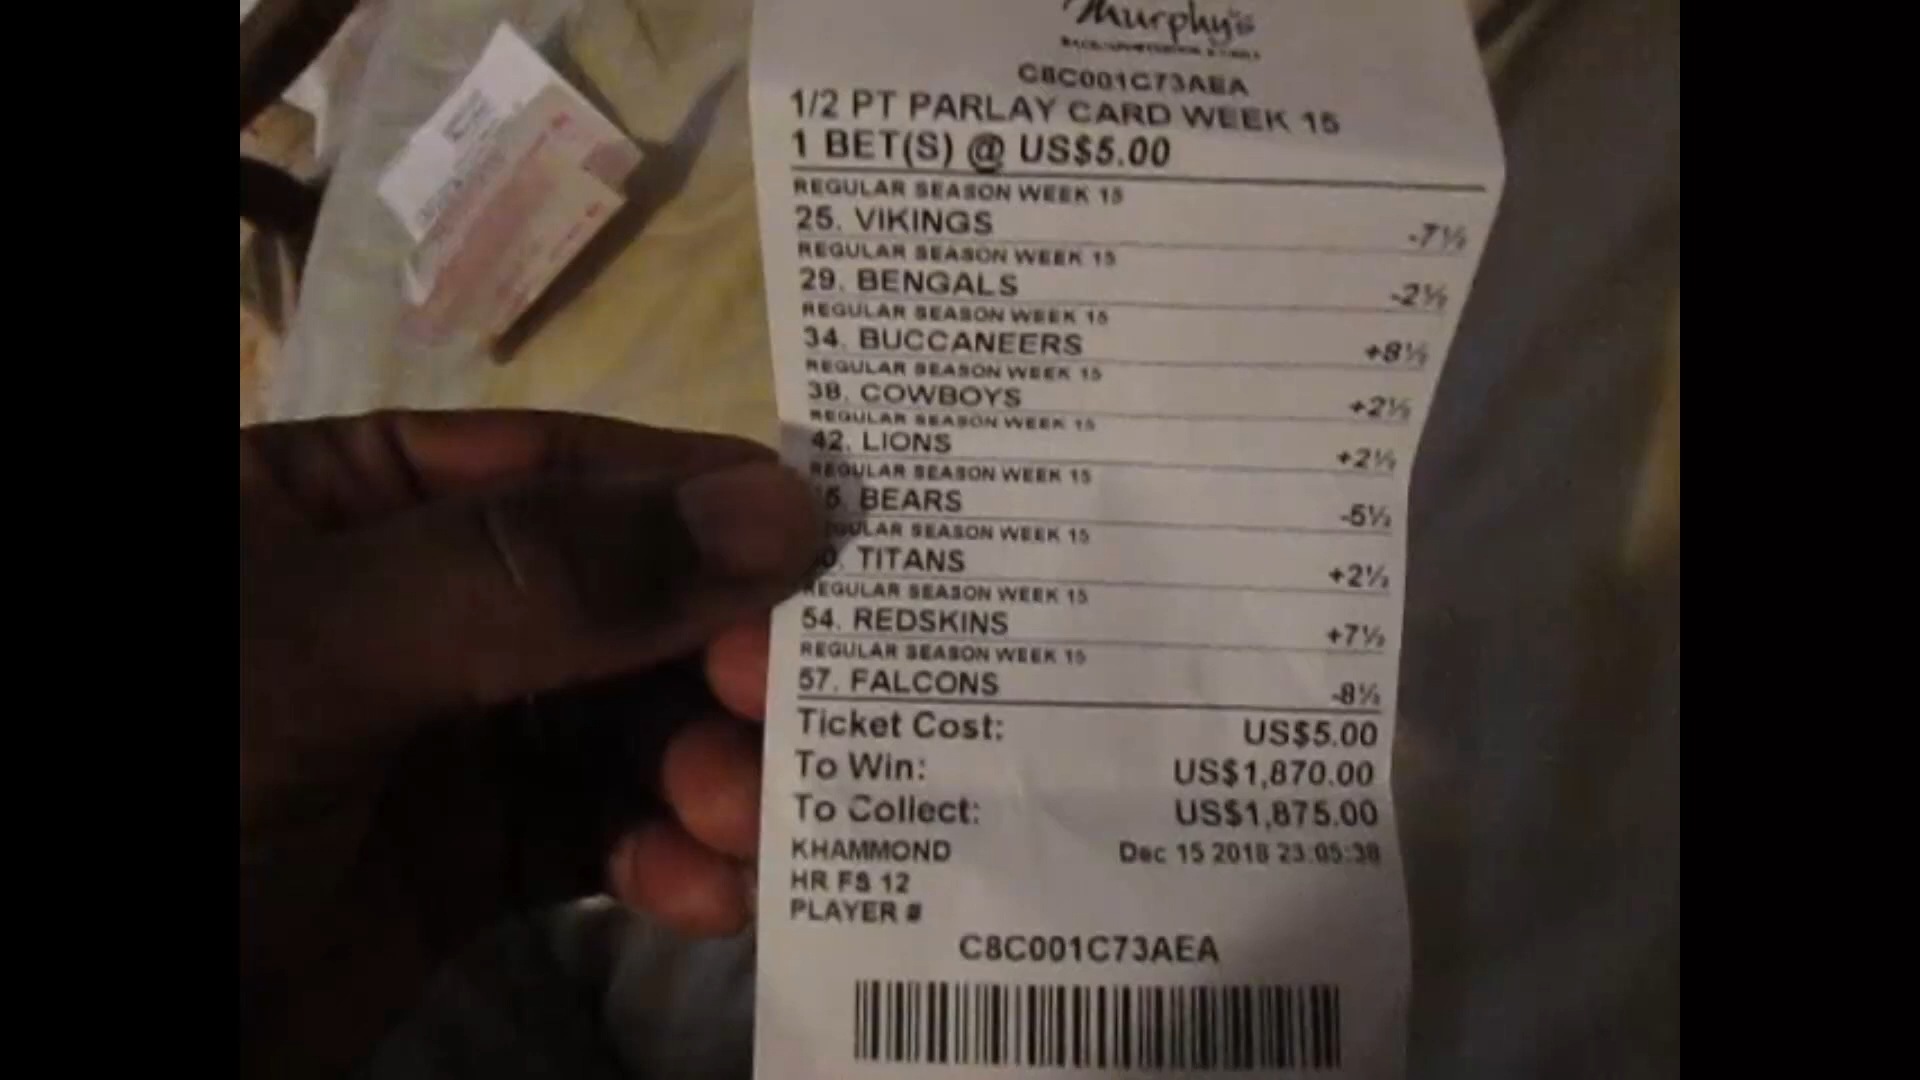 Murphy's
C8C001C73AEA
1/2 PT PARLAY CARD WEEK 15
1 BET(S) @ US$5.00
REGULAR SEASON WEEK 15
25. VIKINGS -7½
REGULAR SEASON WEEK 15
29. BENGALS -2½
REGULAR SEASON WEEK 15
34. BUCCANEERS +8½
REGULAR SEASON WEEK 15
38. COWBOYS +2½
REGULAR SEASON WEEK 15
42. LIONS +2½
REGULAR SEASON WEEK 15
5. BEARS -5½
REGULAR SEASON WEEK 15
0. TITANS +2½
REGULAR SEASON WEEK 15
54. REDSKINS +7½
REGULAR SEASON WEEK 15
57. FALCONS -8½
Ticket Cost: US$5.00
To Win: US$1,870.00
To Collect: US$1,875.00
KHAMMOND Dec 15 2018 23:05:38
HR FS 12
PLAYER #
C8C001C73AEA